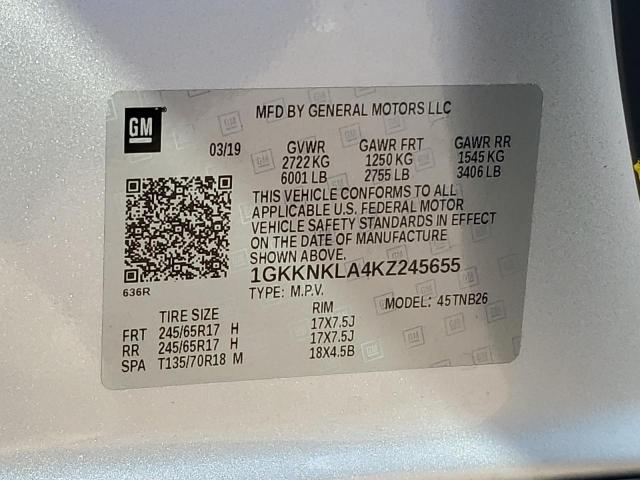 GM
MFD BY GENERAL MOTORS LLC
03/19 GVWR GAWR FRT GAWR RR
2722 KG 1250 KG 1545 KG
6001 LB 2755 LB 3406 LB
THIS VEHICLE CONFORMS TO ALL
APPLICABLE U.S. FEDERAL MOTOR
VEHICLE SAFETY STANDARDS IN EFFECT
ON THE DATE OF MANUFACTURE
SHOWN ABOVE.
1GKKNKLA4KZ245655
636R TYPE: M.P.V. MODEL: 45TNB26
TIRE SIZE RIM
FRT 245/65R17 H 17X7.5J
RR 245/65R17 H 17X7.5J
SPA T135/70R18 M 18X4.5B